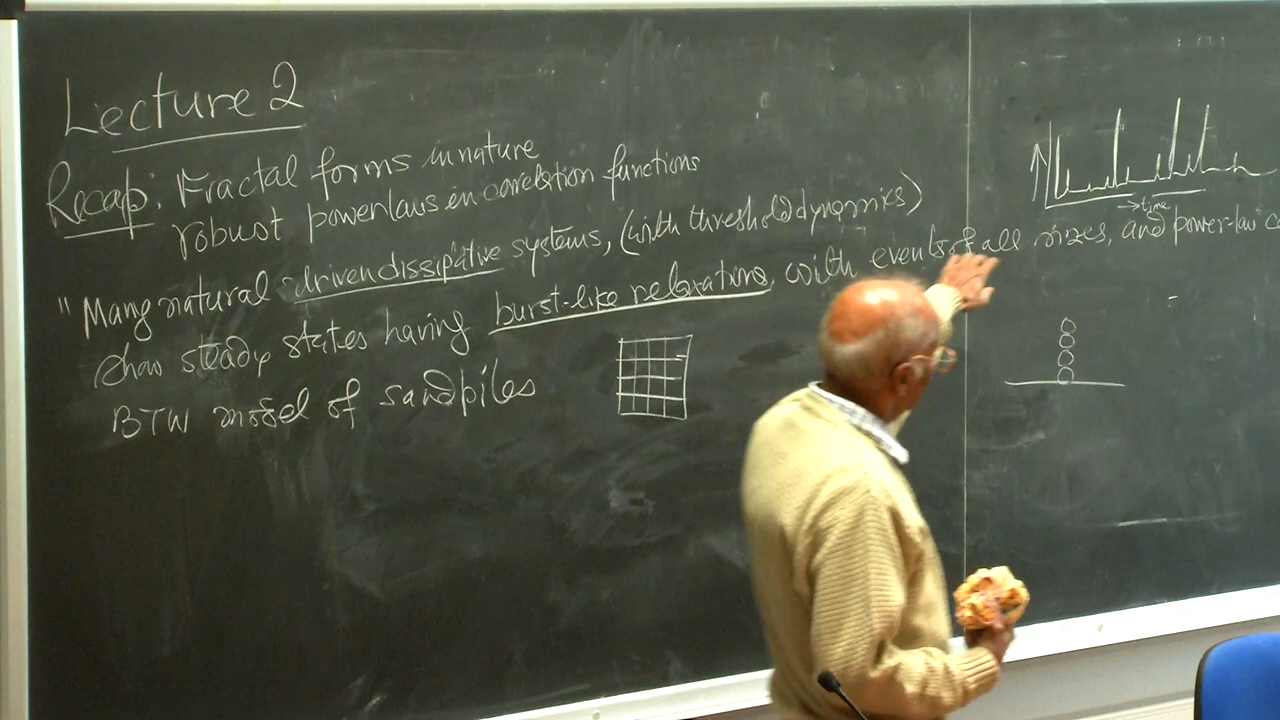 Lecture 2
Recap: Fractal forms in nature
robust powerlaws in correlation functions
"Many natural driven dissipative systems, (with threshold dynamics)
show steady states having burst-like relaxations, with events of all sizes, and power-law
BTW model of sandpiles
→ time